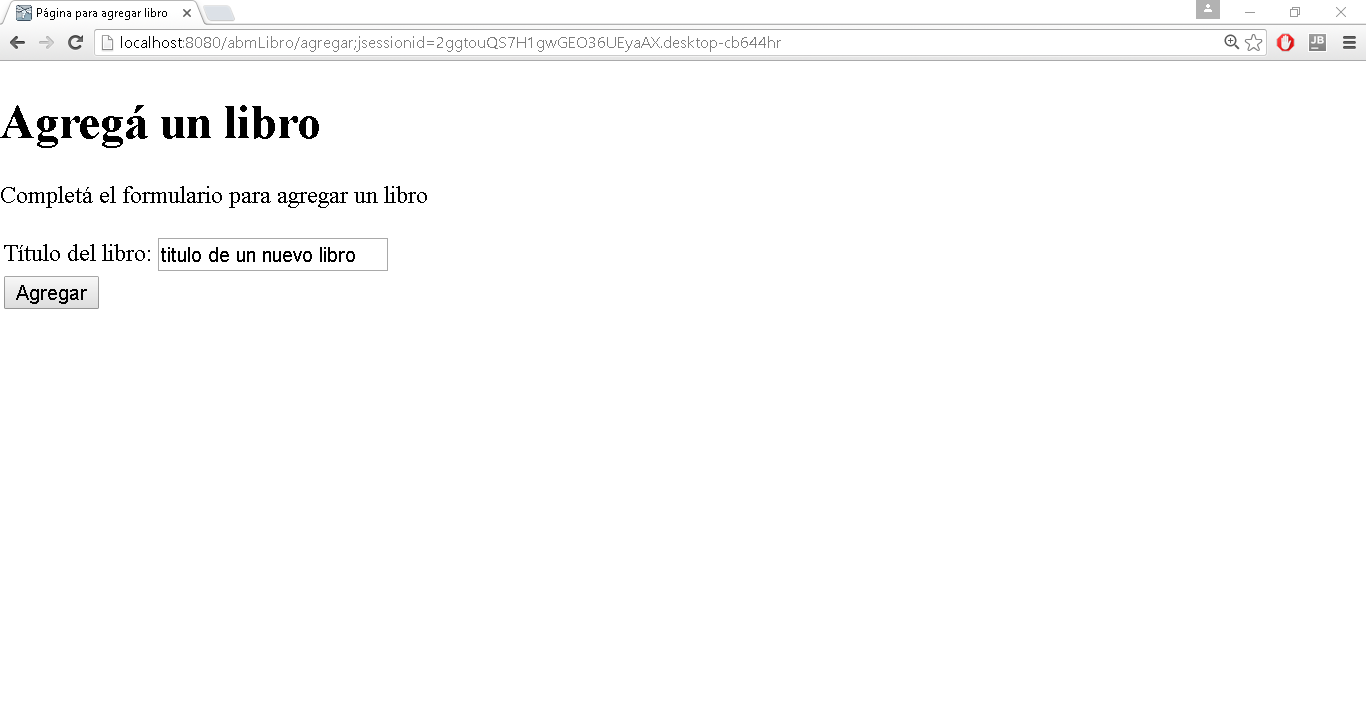 Página para agregar libro
localhost:8080/abmLibro/agregar;jsessionid=2ggtouQS7H1gwGEO36UEyaAX.desktop-cb644hr
JB
Agregá un libro
Completá el formulario para agregar un libro
Título del libro: titulo de un nuevo libro
Agregar